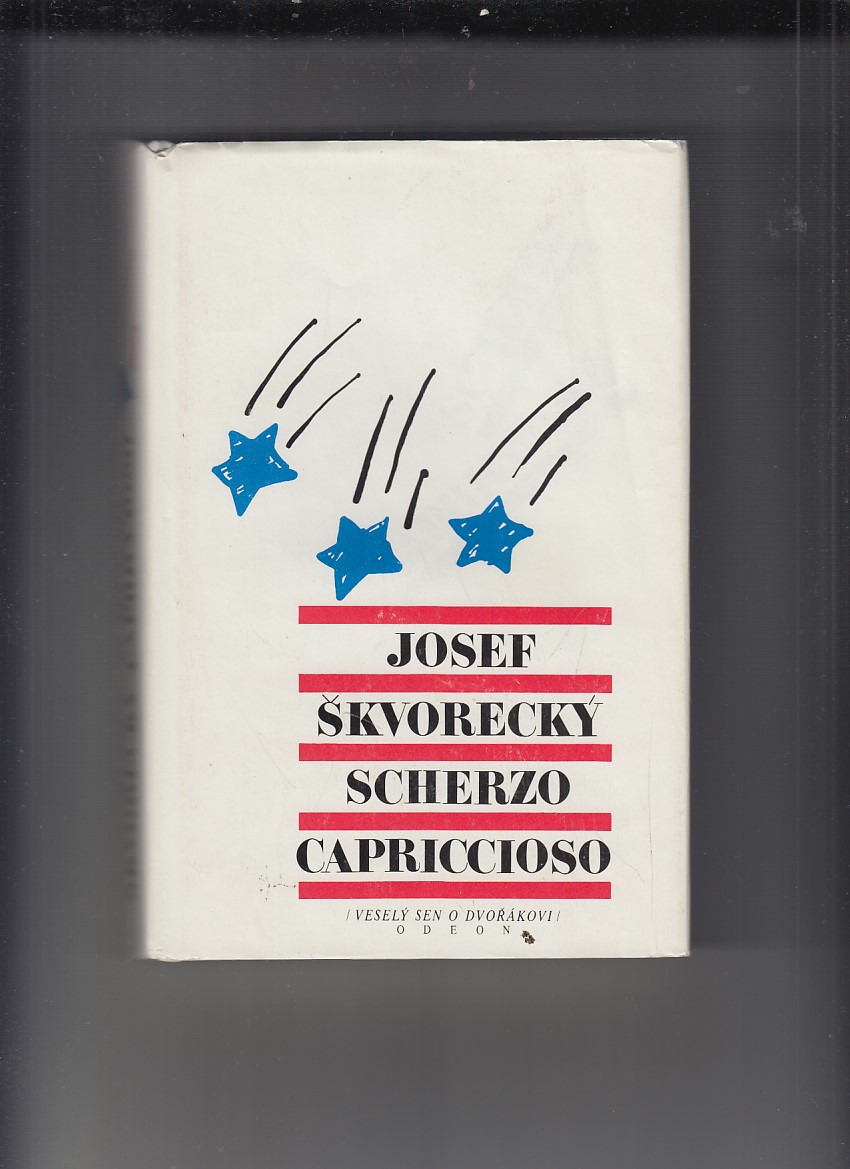 JOSEF
ŠKVORECKÝ
SCHERZO
CAPRICCIOSO
/ VESELÝ SEN O DVOŘÁKOVI /
ODEON